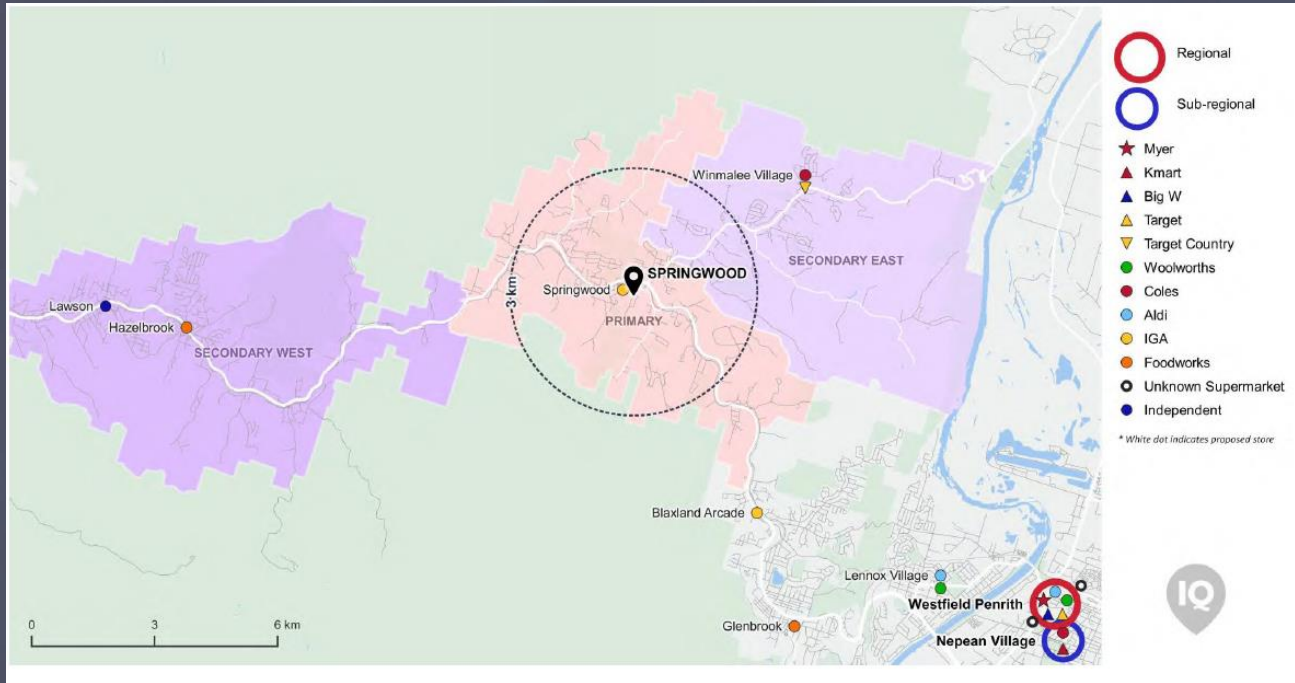 Winmalee Village
SECONDARY EAST
SPRINGWOOD
Springwood
PRIMARY
3 km
Lawson
Hazelbrook
SECONDARY WEST
Blaxland Arcade
Lennox Village
Westfield Penrith
Glenbrook
Nepean Village
0 3 6 km
Regional
Sub-regional
Myer
Kmart
Big W
Target
Target Country
Woolworths
Coles
Aldi
IGA
Foodworks
Unknown Supermarket
Independent
* White dot indicates proposed store
IQ